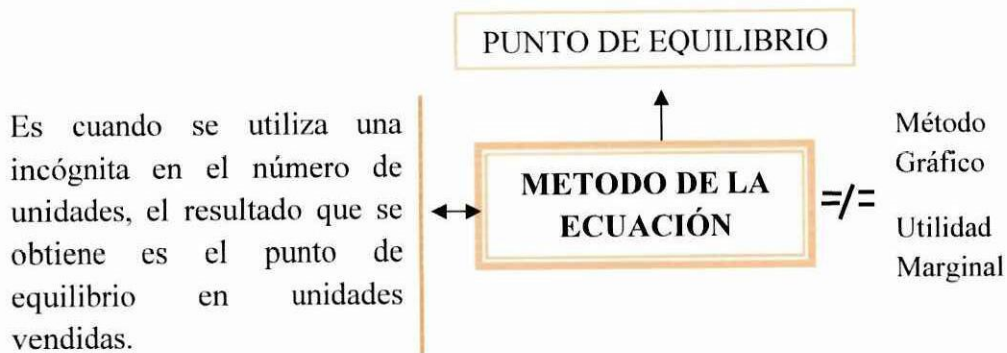 PUNTO DE EQUILIBRIO
Es cuando se utiliza una
incógnita en el número de
unidades, el resultado que se
obtiene es el punto de
equilibrio en unidades
vendidas.
METODO DE LA
ECUACIÓN
=/=
Método
Gráfico
Utilidad
Marginal